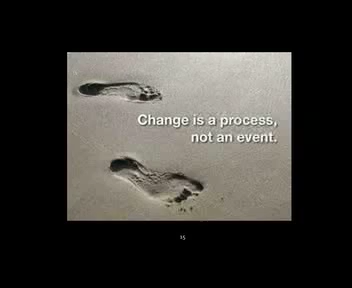 Change is a process,
not an event.
15